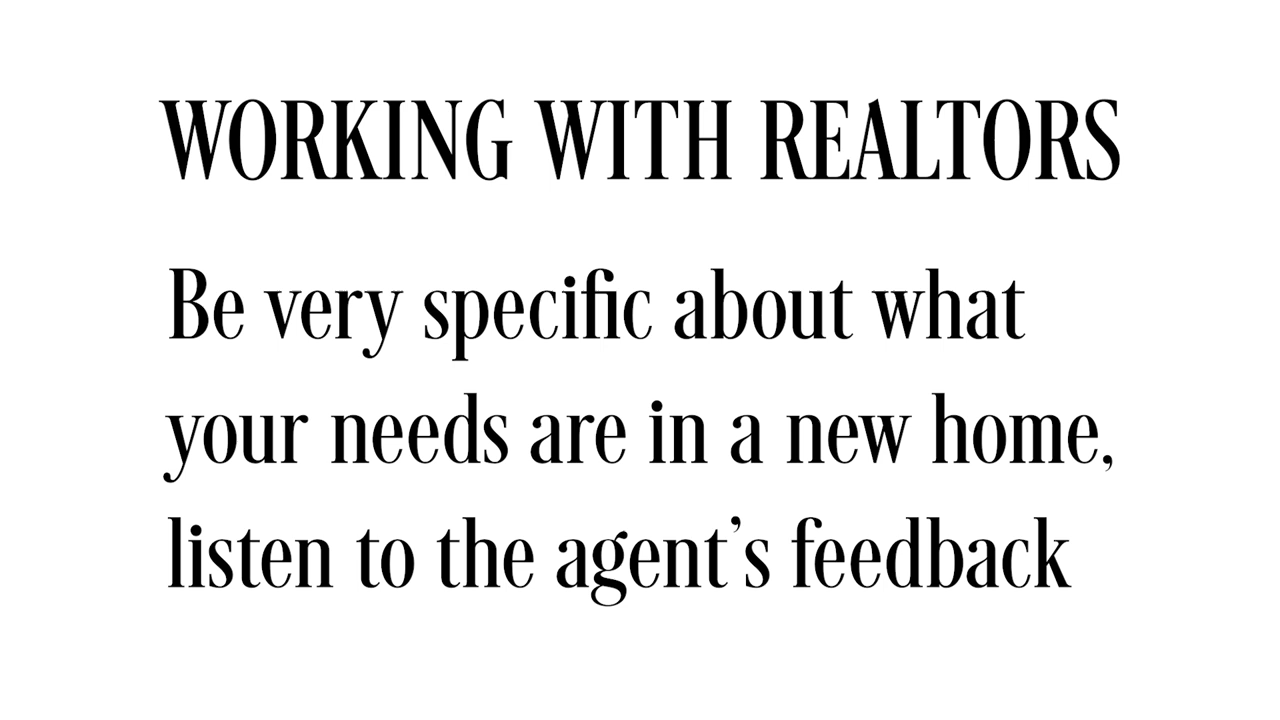 WORKING WITH REALTORS
Be very specific about what
your needs are in a new home,
listen to the agent’s feedback